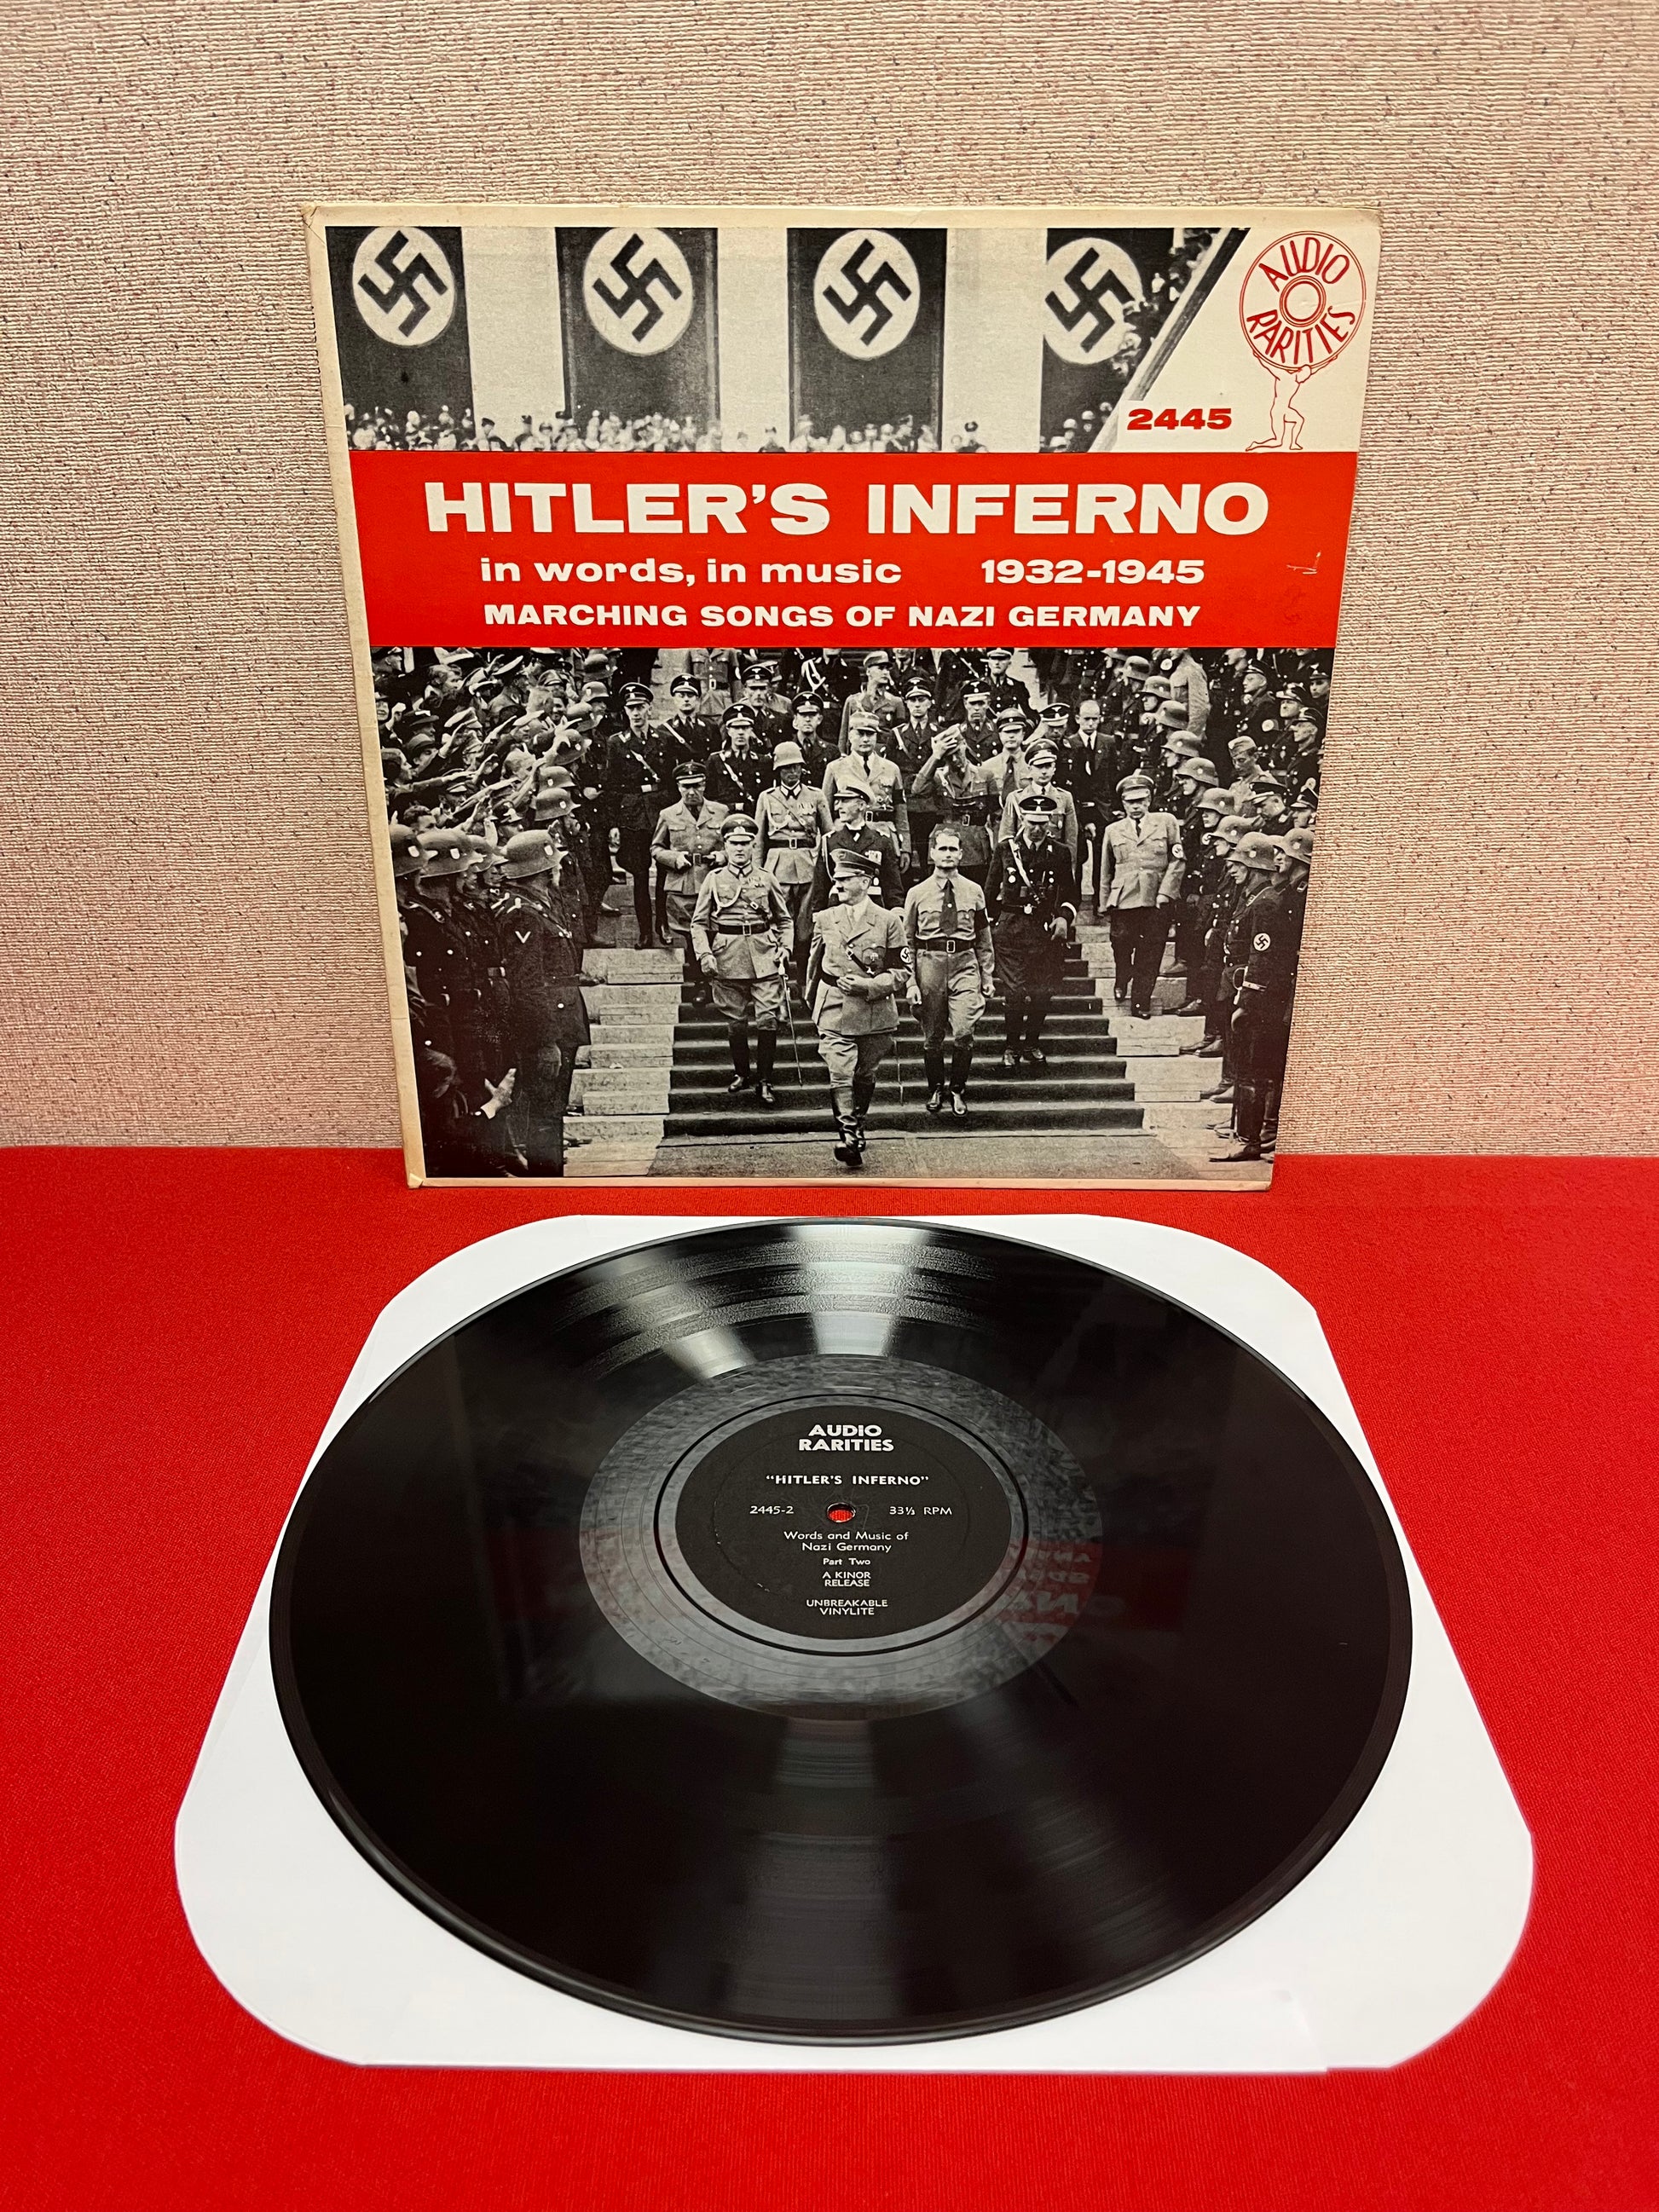 AUDIO
RARITIES
2445
HITLER'S INFERNO
in words, in music 1932-1945
MARCHING SONGS OF NAZI GERMANY
AUDIO
RARITIES
"HITLER'S INFERNO"
2445-2 33⅓ RPM
Words and Music of
Nazi Germany
Part Two
A KINOR
RELEASE
UNBREAKABLE
VINYLITE